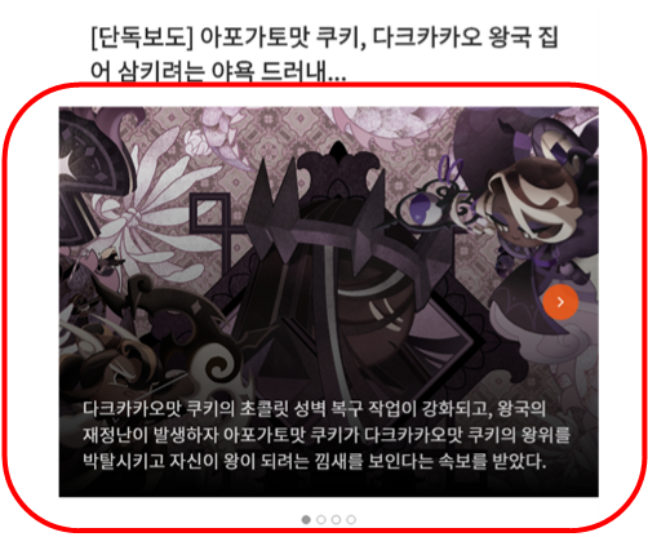 [단독보도] 아포가토맛 쿠키, 다크카카오 왕국 집
어 삼키려는 야욕 드러내...
다크카카오맛 쿠키의 초콜릿 성벽 복구 작업이 강화되고, 왕국의
재정난이 발생하자 아포가토맛 쿠키가 다크카카오맛 쿠키의 왕위를
박탈시키고 자신이 왕이 되려는 낌새를 보인다는 속보를 받았다.